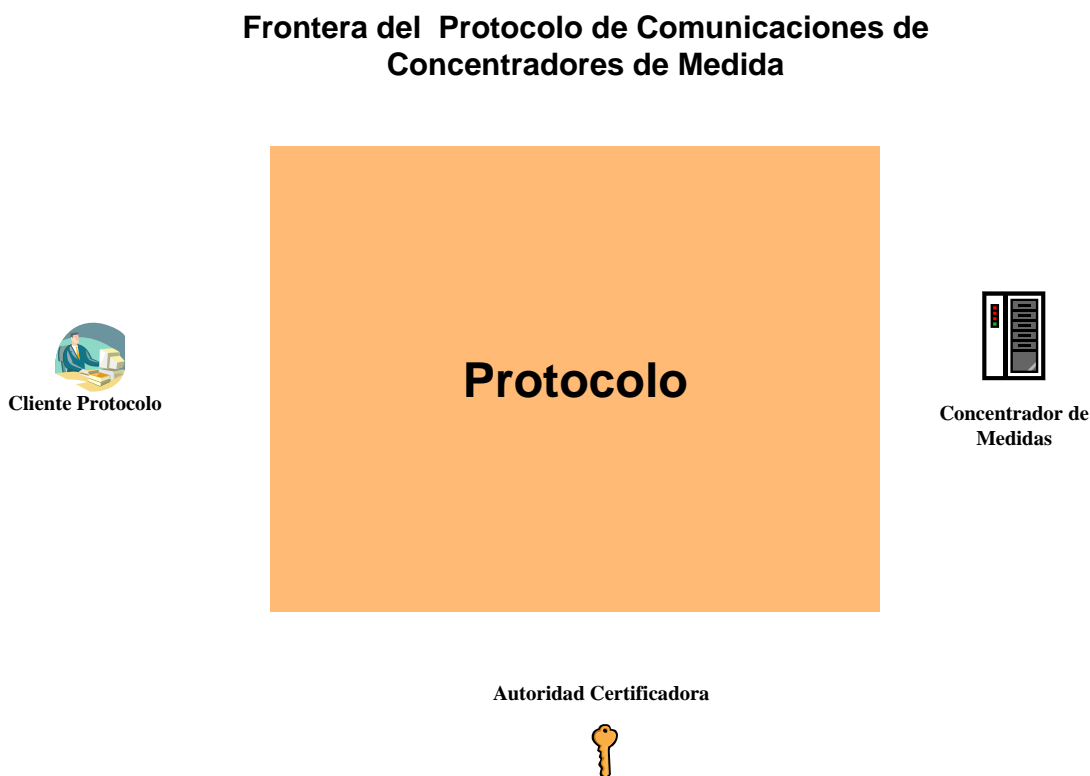 Frontera del Protocolo de Comunicaciones de
Concentradores de Medida
Protocolo
Cliente Protocolo
Concentrador de
Medidas
Autoridad Certificadora